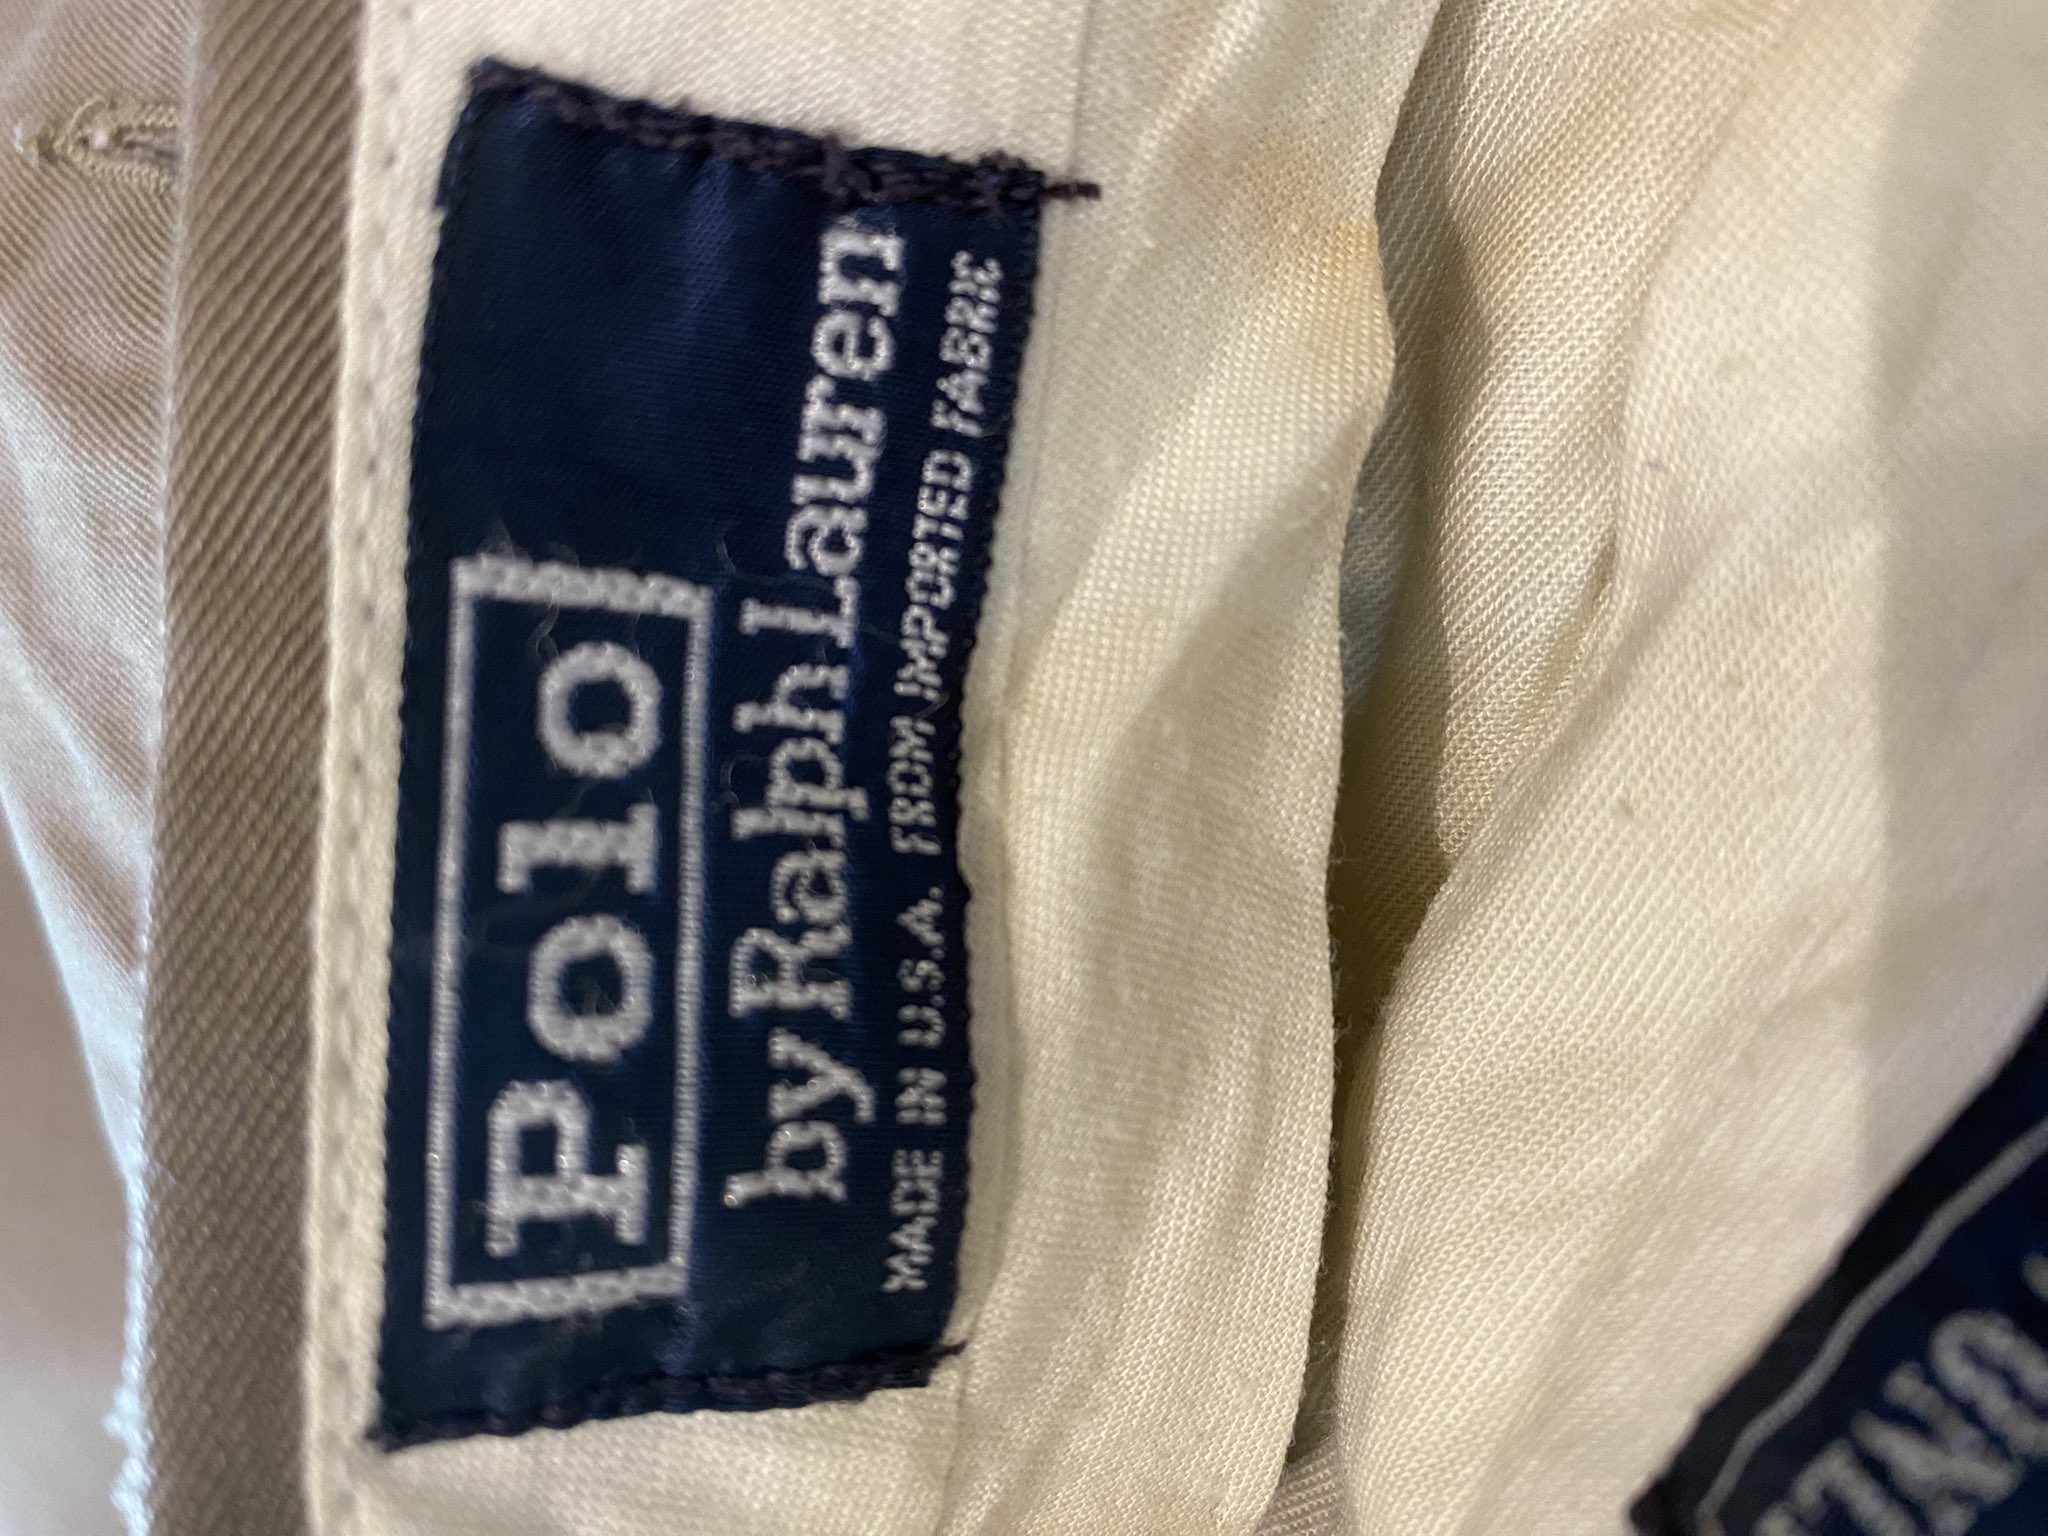 Polo
by Ralph Lauren
MADE IN U.S.A. FROM IMPORTED FABRIC